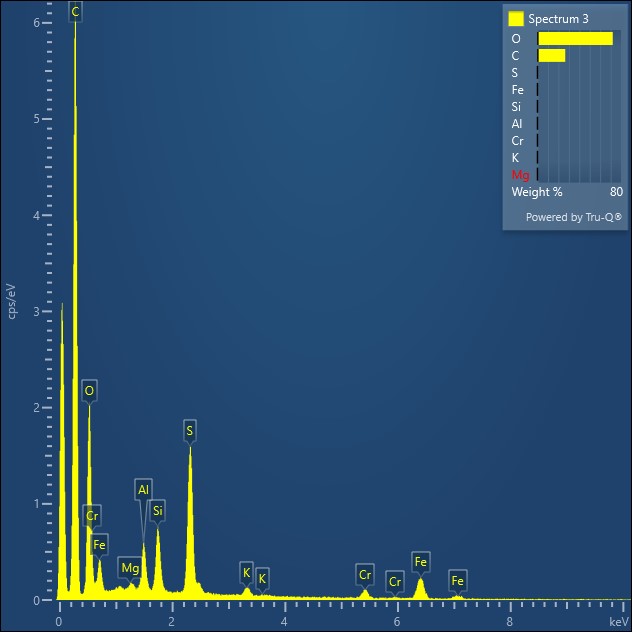 C
6
5
4
3
2
1
0
cps/eV
O
S
Al
Cr
Si
Fe
Mg
K
K
Cr
Cr
Fe
Fe
0
2
4
6
8
keV
Spectrum 3
O
C
S
Fe
Si
Al
Cr
K
Mg
Weight % 80
Powered by Tru-Q®